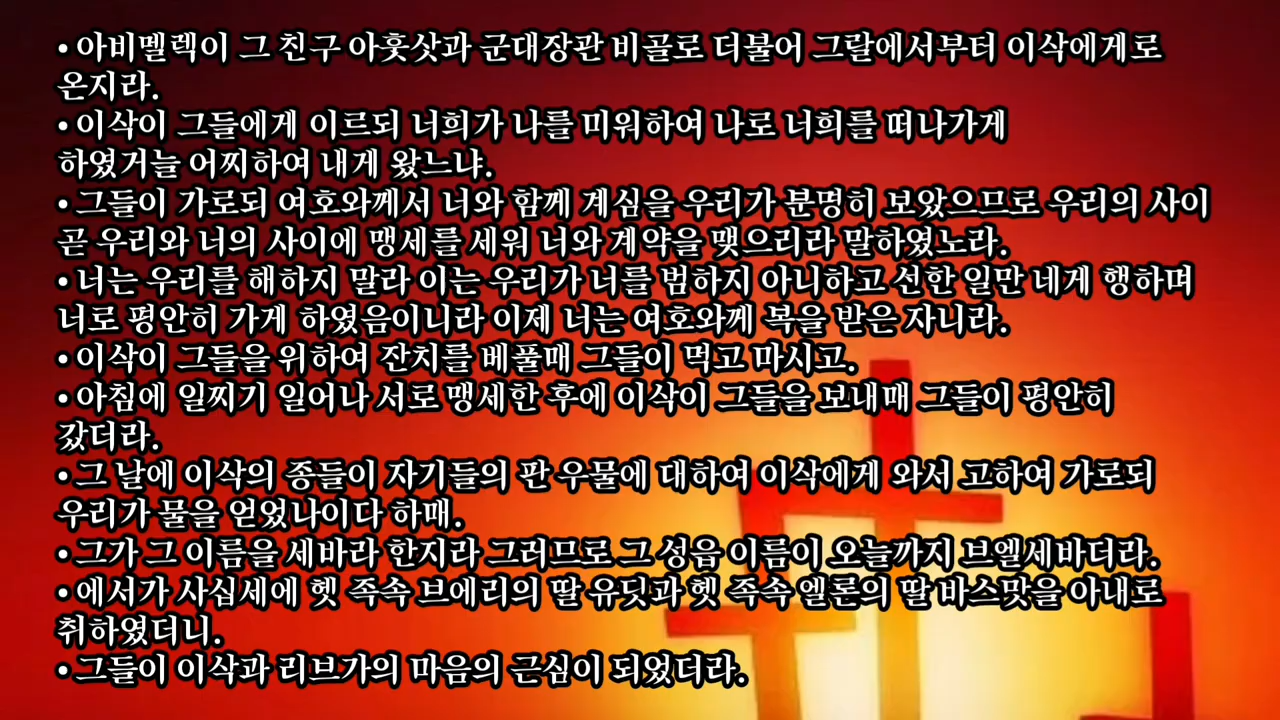 • 아비멜렉이 그 친구 아훗삿과 군대장관 비골로 더불어 그랄에서부터 이삭에게로
온지라.
• 이삭이 그들에게 이르되 너희가 나를 미워하여 나로 너희를 떠나가게
하였거늘 어찌하여 내게 왔느냐.
• 그들이 가로되 여호와께서 너와 함께 계심을 우리가 분명히 보았으므로 우리의 사이
곧 우리와 너의 사이에 맹세를 세워 너와 계약을 맺으리라 말하였노라.
• 너는 우리를 해하지 말라 이는 우리가 너를 범하지 아니하고 선한 일만 네게 행하며
너로 평안히 가게 하였음이니라 이제 너는 여호와께 복을 받은 자니라.
• 이삭이 그들을 위하여 잔치를 베풀매 그들이 먹고 마시고.
• 아침에 일찌기 일어나 서로 맹세한 후에 이삭이 그들을 보내매 그들이 평안히
갔더라.
• 그 날에 이삭의 종들이 자기들의 판 우물에 대하여 이삭에게 와서 고하여 가로되
우리가 물을 얻었나이다 하매.
• 그가 그 이름을 세바라 한지라 그러므로 그 성읍 이름이 오늘까지 브엘세바더라.
• 에서가 사십세에 헷 족속 브에리의 딸 유딧과 헷 족속 엘론의 딸 바스맛을 아내로
취하였더니.
• 그들이 이삭과 리브가의 마음의 근심이 되었더라.